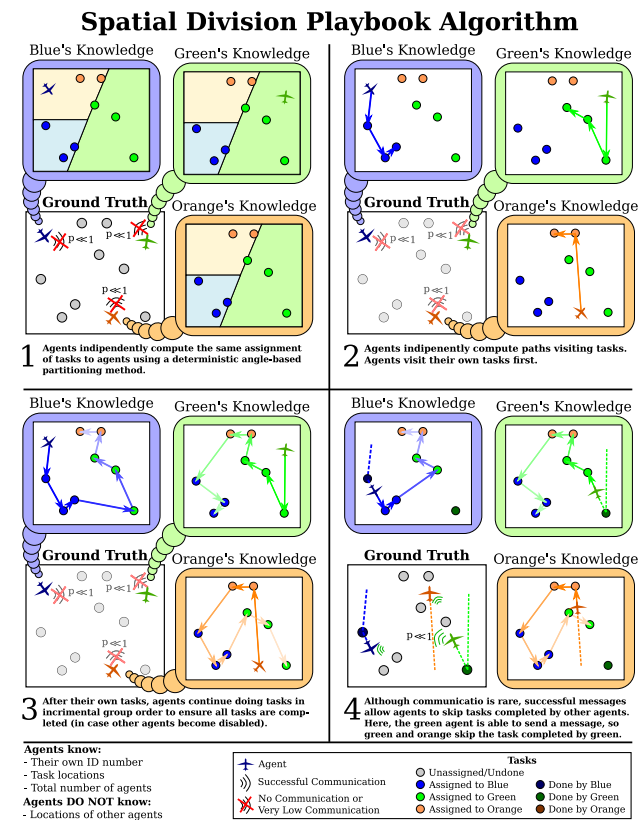 Spatial Division Playbook Algorithm
Blue's Knowledge
Green's Knowledge
Ground Truth
Orange's Knowledge
p≪1
p≪1
p≪1
1 Agents indipendently compute the same assignment
of tasks to agents using a deterministic angle-based
partitioning method.
Blue's Knowledge
Green's Knowledge
Ground Truth
Orange's Knowledge
p≪1
p≪1
p≪1
2 Agents indipenently compute paths visiting tasks.
Agents visit their own tasks first.
Blue's Knowledge
Green's Knowledge
Ground Truth
Orange's Knowledge
p≪1
p≪1
p≪1
3 After their own tasks, agents continue doing tasks in
incremental group order to ensure all tasks are comp-
leted (in case other agents become disabled).
Blue's Knowledge
Green's Knowledge
Ground Truth
Orange's Knowledge
p≪1
4 Although communicatio is rare, successful messages
allow agents to skip tasks completed by other agents.
Here, the green agent is able to send a message, so
green and orange skip the task completed by green.
Agents know:
- Their own ID number
- Task locations
- Total number of agents
Agents DO NOT know:
- Locations of other agents
Agent
Successful Communication
No Communication or
Very Low Communication
Tasks
Unassigned/Undone
Assigned to Blue
Done by Blue
Assigned to Green
Done by Green
Assigned to Orange
Done by Orange